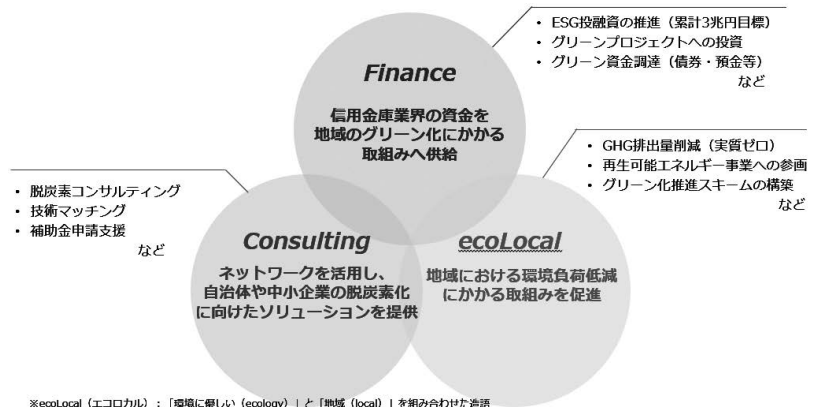 • ESG投融資の推進（累計3兆円目標）
• グリーンプロジェクトへの投資
• グリーン資金調達（債券・預金等）
など
Finance
信用金庫業界の資金を
地域のグリーン化にかかる
取組みへ供給
• GHG排出量削減（実質ゼロ）
• 再生可能エネルギー事業への参画
• グリーン化推進スキームの構築
など
• 脱炭素コンサルティング
• 技術マッチング
• 補助金申請支援
など
Consulting
ネットワークを活用し、
自治体や中小企業の脱炭素化
に向けたソリューションを提供
ecoLocal
地域における環境負荷低減
にかかる取組みを促進
※ecoLocal（エコロカル）：「環境に優しい（ecology）」と「地域（local）」を組み合わせた造語